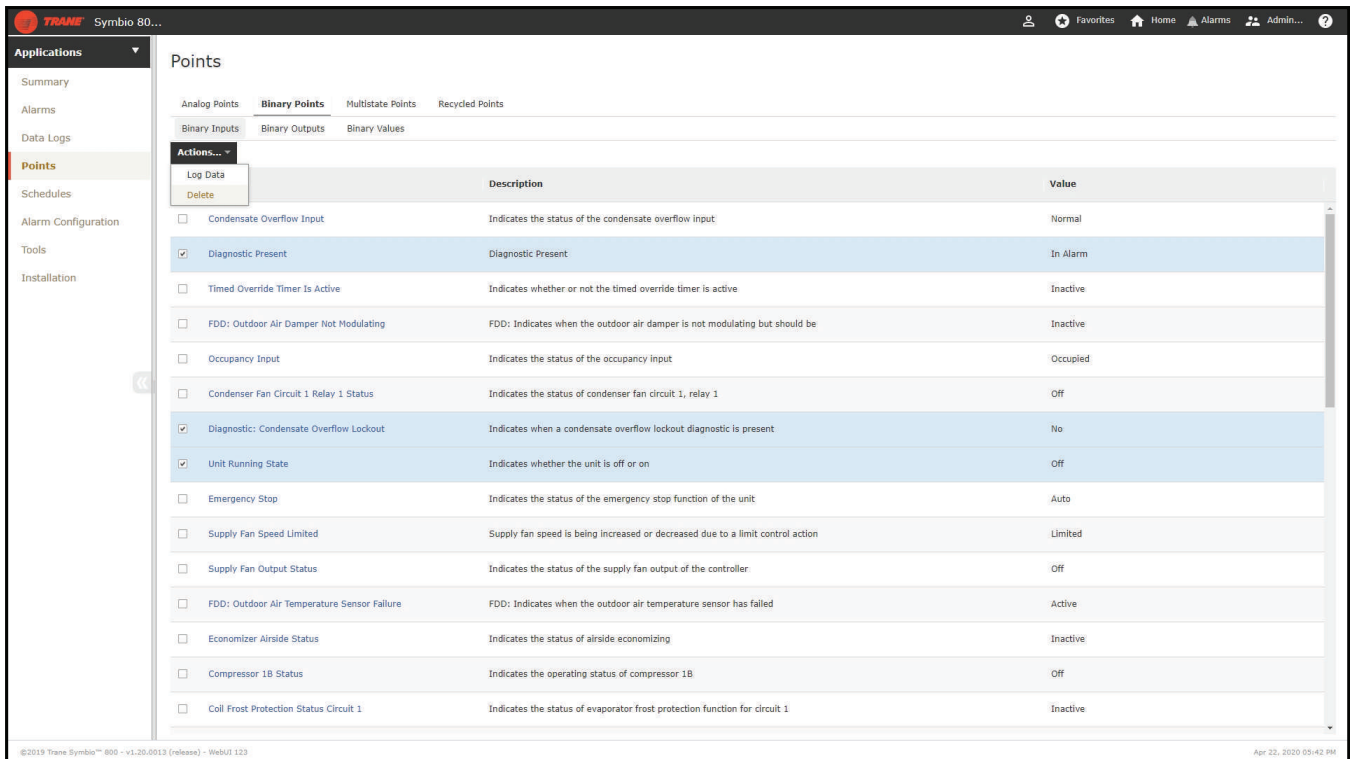 TRANE Symbio 80... Favorites Home Alarms Admin... ?
Applications
Summary
Alarms
Data Logs
Points
Schedules
Alarm Configuration
Tools
Installation
Points
Analog Points Binary Points Multistate Points Recycled Points
Binary Inputs Binary Outputs Binary Values
Actions...
Log Data
Delete
Description Value
Condensate Overflow Input Indicates the status of the condensate overflow input Normal
Diagnostic Present Diagnostic Present In Alarm
Timed Override Timer Is Active Indicates whether or not the timed override timer is active Inactive
FDD: Outdoor Air Damper Not Modulating FDD: Indicates when the outdoor air damper is not modulating but should be Inactive
Occupancy Input Indicates the status of the occupancy input Occupied
Condenser Fan Circuit 1 Relay 1 Status Indicates the status of condenser fan circuit 1, relay 1 Off
Diagnostic: Condensate Overflow Lockout Indicates when a condensate overflow lockout diagnostic is present No
Unit Running State Indicates whether the unit is off or on Off
Emergency Stop Indicates the status of the emergency stop function of the unit Auto
Supply Fan Speed Limited Supply fan speed is being increased or decreased due to a limit control action Limited
Supply Fan Output Status Indicates the status of the supply fan output of the controller Off
FDD: Outdoor Air Temperature Sensor Failure FDD: Indicates when the outdoor air temperature sensor has failed Active
Economizer Airside Status Indicates the status of airside economizing Inactive
Compressor 1B Status Indicates the operating status of compressor 1B Off
Coil Frost Protection Status Circuit 1 Indicates the status of evaporator frost protection function for circuit 1 Inactive
©2019 Trane Symbio™ 800 - v1.20.0013 (release) - WebUI 123 Apr 22, 2020 05:42 PM